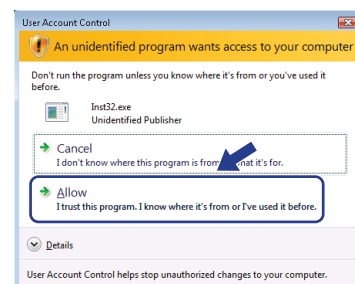 User Account Control
An unidentified program wants access to your computer
Don't run the program unless you know where it's from or you've used it
before.
Inst32.exe
Unidentified Publisher
Cancel
I don't know where this program is from it's for.
Allow
I trust this program. I know where it's from or I've used it before.
Details
User Account Control helps stop unauthorized changes to your computer.